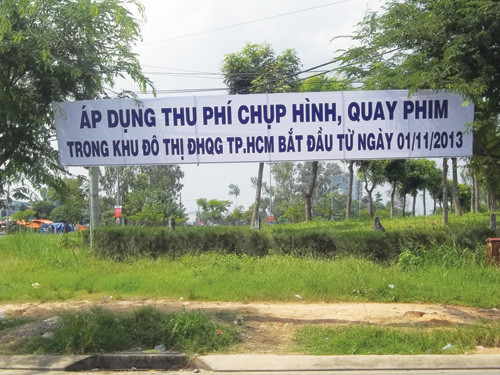 ÁP DỤNG THU PHÍ CHỤP HÌNH, QUAY PHIM
TRONG KHU ĐÔ THỊ ĐHQG TP.HCM BẮT ĐẦU TỪ NGÀY 01/11/2013